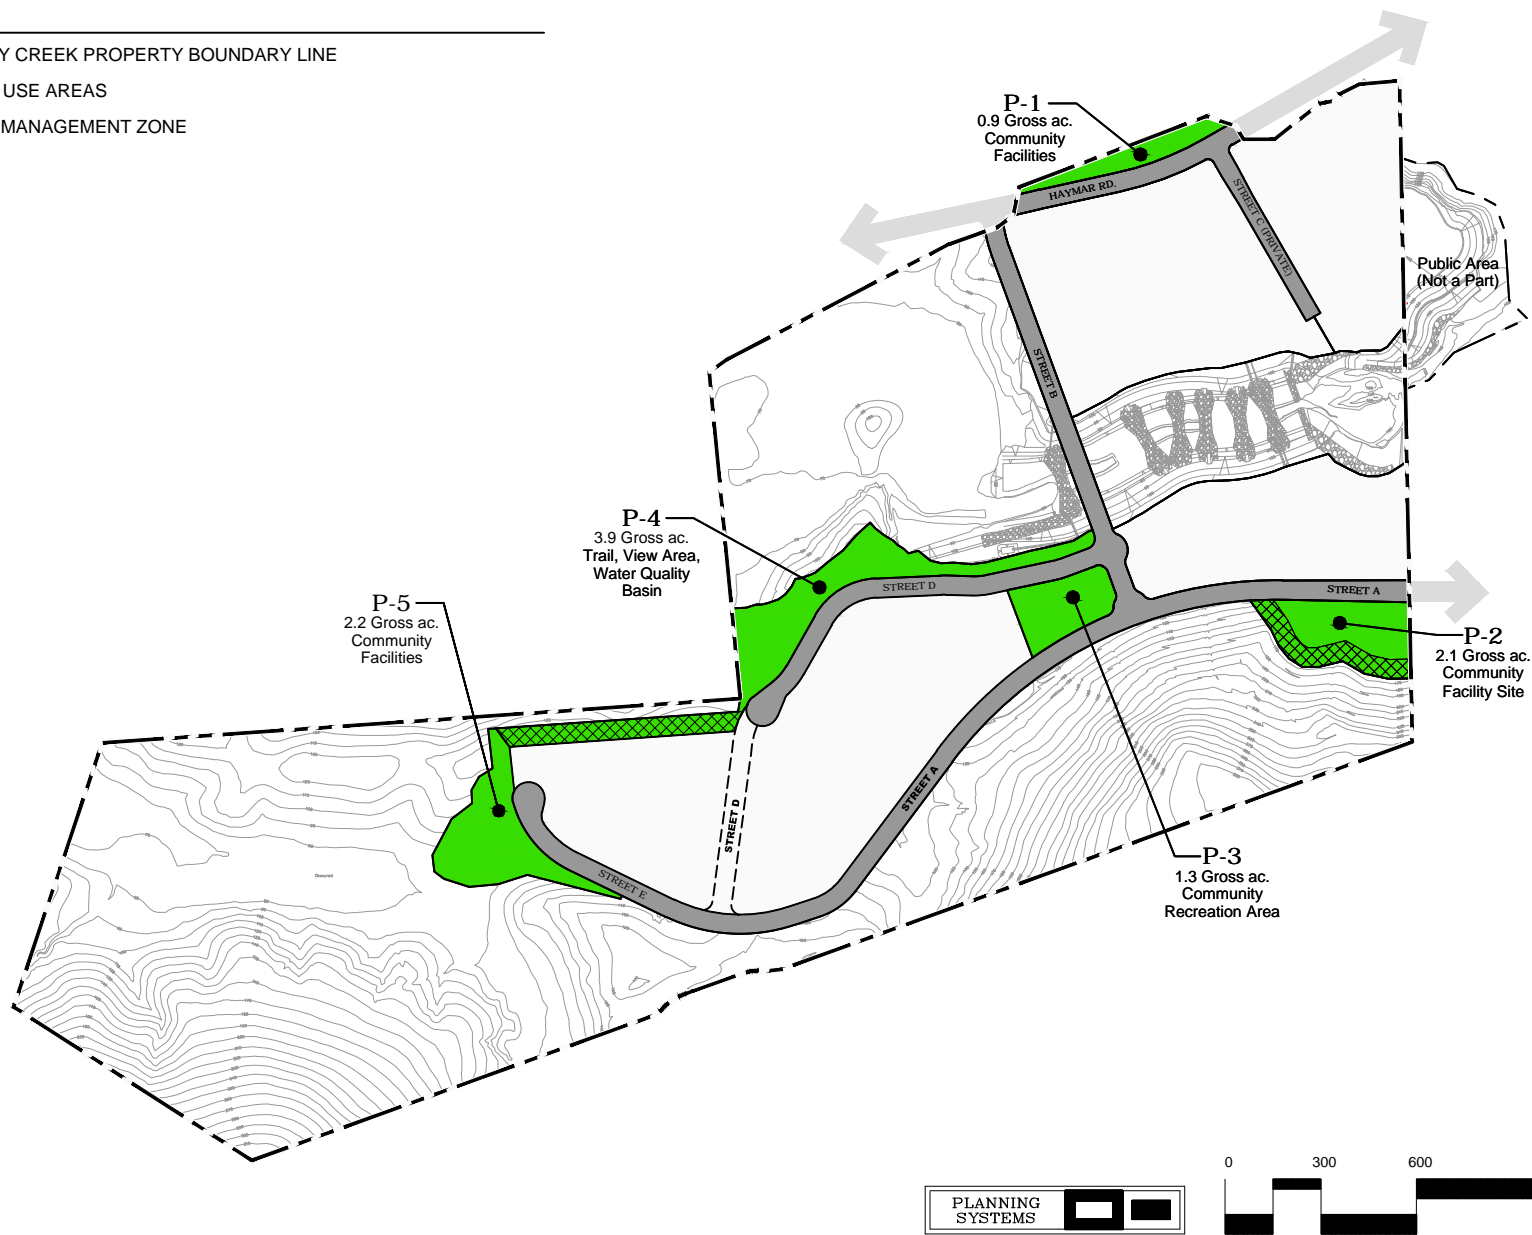 Y CREEK PROPERTY BOUNDARY LINE
USE AREAS
MANAGEMENT ZONE
P-1
0.9 Gross ac.
Community
Facilities
HAYMAR RD.
STREET C (PRIVATE)
Public Area
(Not a Part)
STREET B
P-4
3.9 Gross ac.
Trail, View Area,
Water Quality
Basin
STREET D
STREET A
P-5
2.2 Gross ac.
Community
Facilities
P-2
2.1 Gross ac.
Community
Facility Site
STREET D
STREET A
STREET E
P-3
1.3 Gross ac.
Community
Recreation Area
0 300 600
PLANNING
SYSTEMS